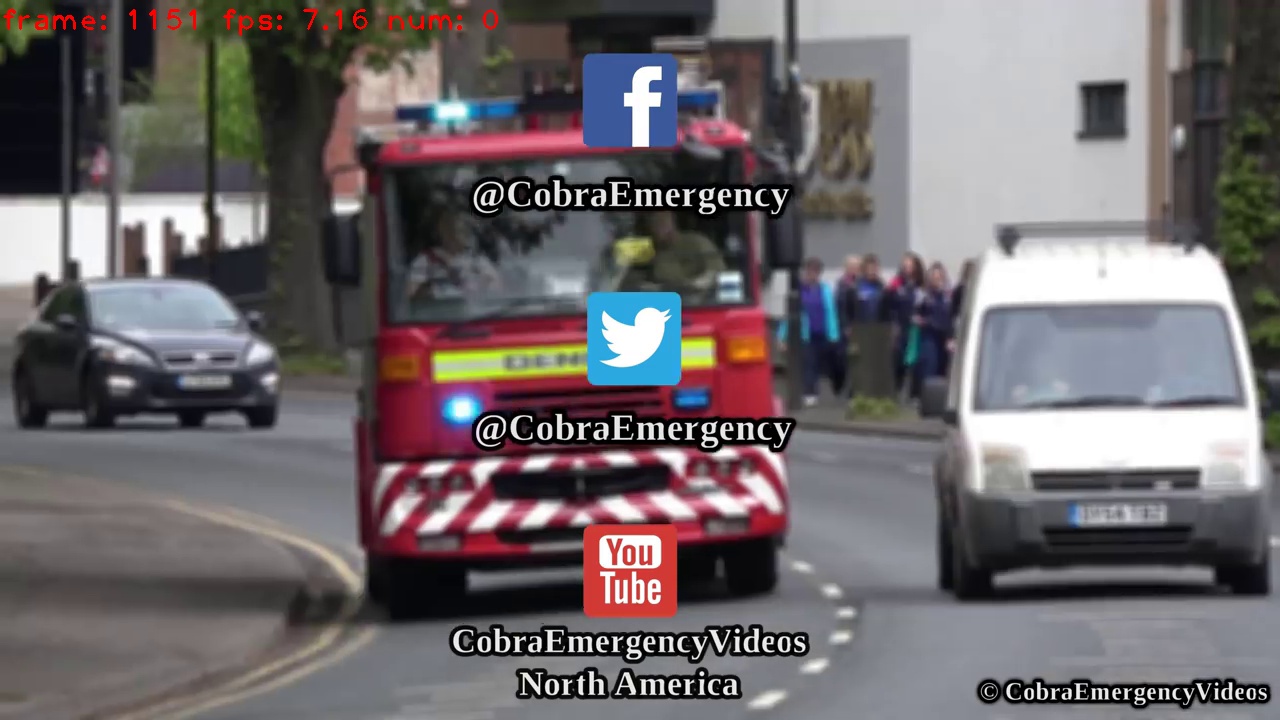 frame: 1151 fps: 7.16 num: 0
f
@CobraEmergency
@CobraEmergency
You
Tube
CobraEmergencyVideos
North America
© CobraEmergencyVideos